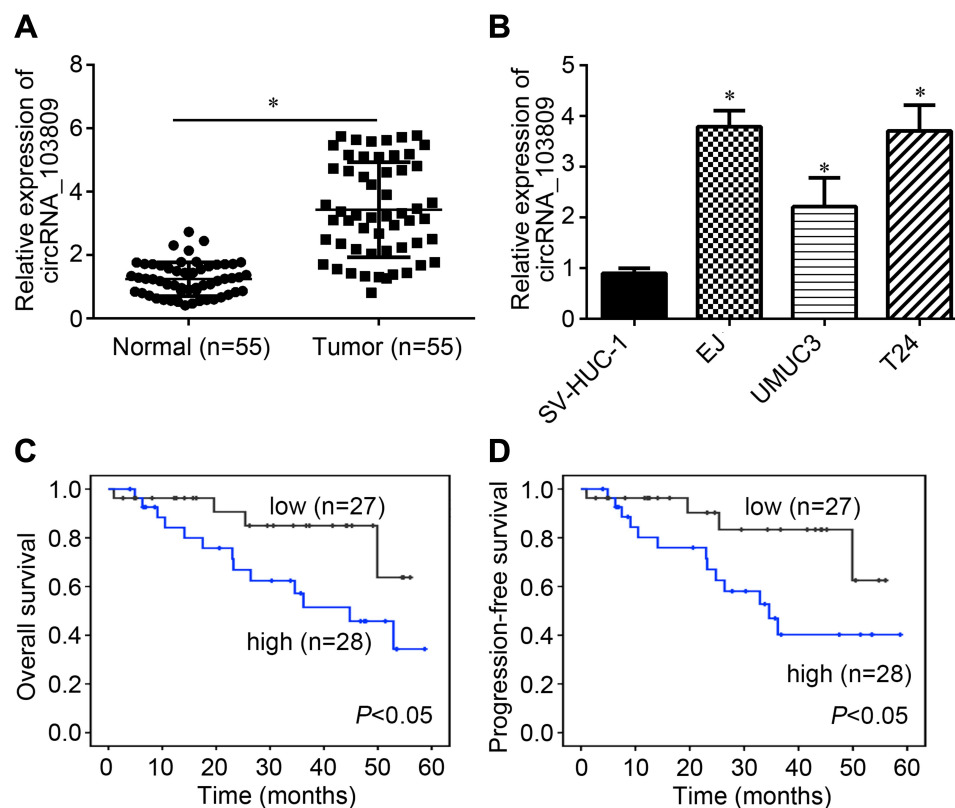 A
Relative expression of
circRNA_103809
8
6
4
2
0
*
Normal (n=55)
Tumor (n=55)
B
Relative expression of
circRNA_103809
5
4
3
2
1
0
*
*
*
SV-HUC-1
EJ
UMUC3
T24
C
Overall survival
1.0
0.8
0.6
0.4
0.2
0.0
low (n=27)
high (n=28)
P<0.05
0 10 20 30 40 50 60
Time (months)
D
Progression-free survival
1.0
0.8
0.6
0.4
0.2
0.0
low (n=27)
high (n=28)
P<0.05
0 10 20 30 40 50 60
Time (months)